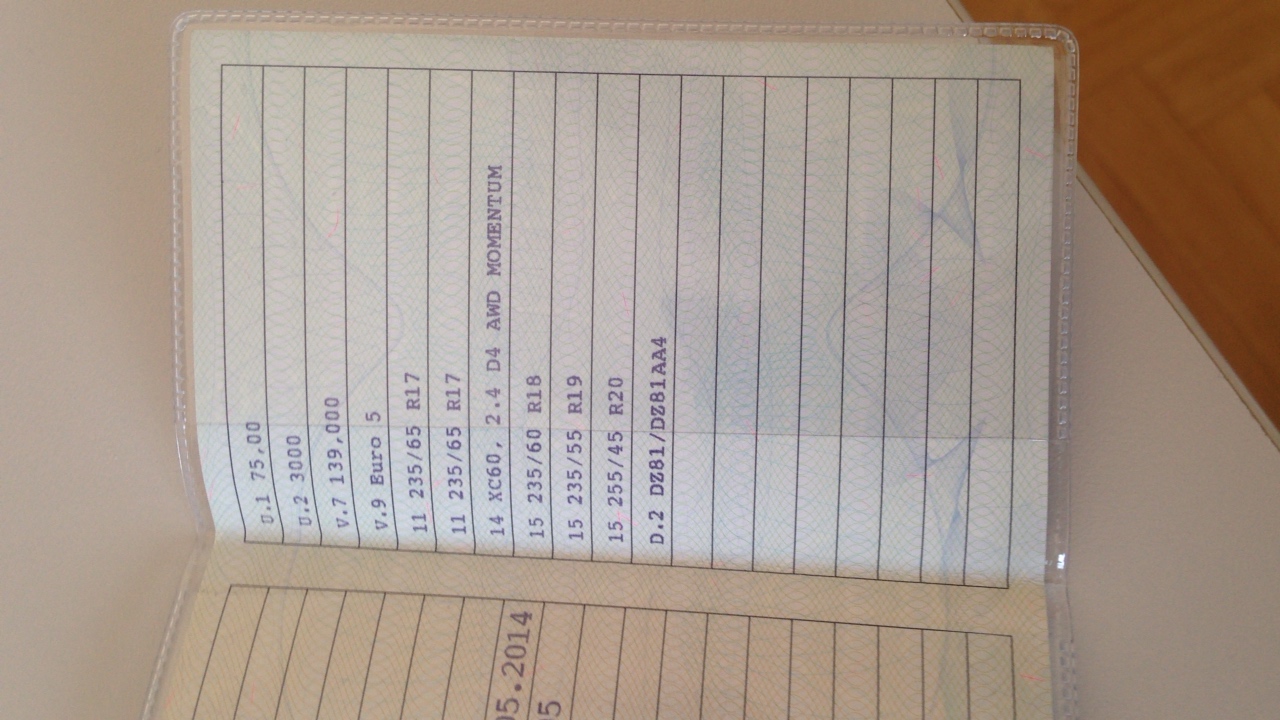 05.2014
95
U.1 75,00
U.2 3000
V.7 139,000
V.9 Euro 5
11 235/65 R17
11 235/65 R17
14 XC60, 2.4 D4 AWD MOMENTUM
15 235/60 R18
15 235/55 R19
15 255/45 R20
D.2 DZ81/DZ81AA4